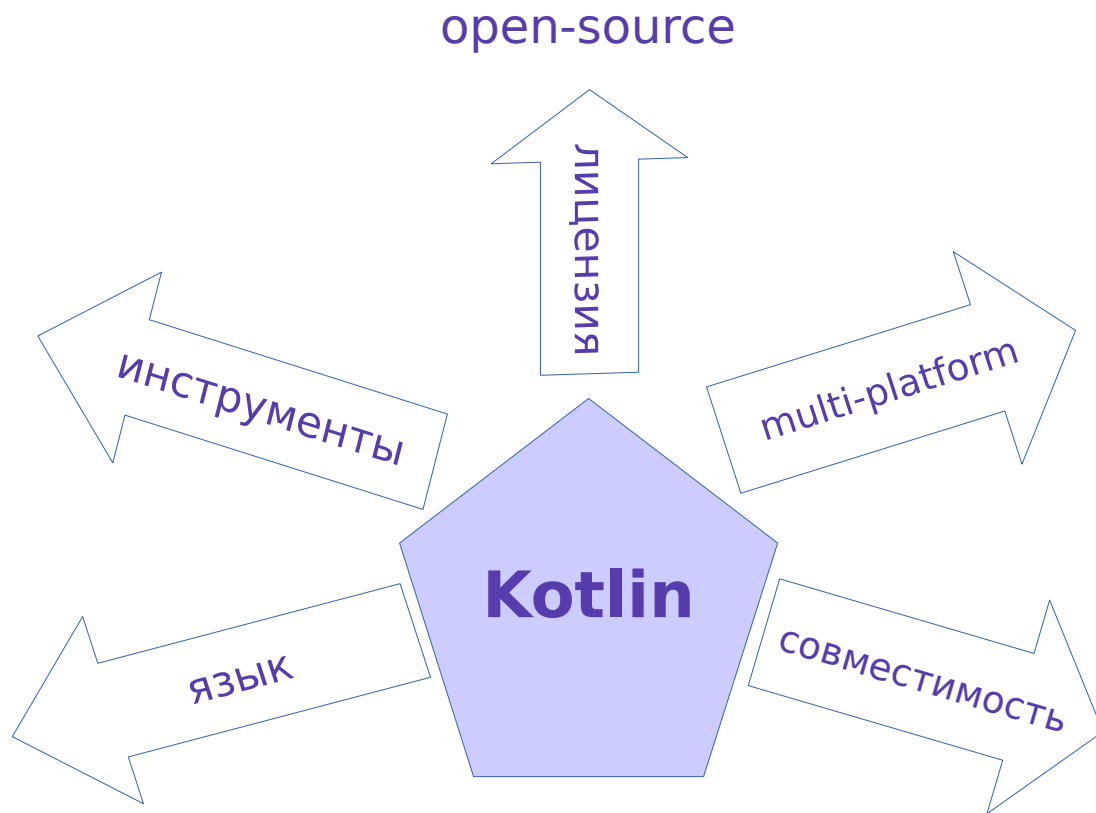 open-source
лицензия
инструменты
multi-platform
Kotlin
язык
совместимость